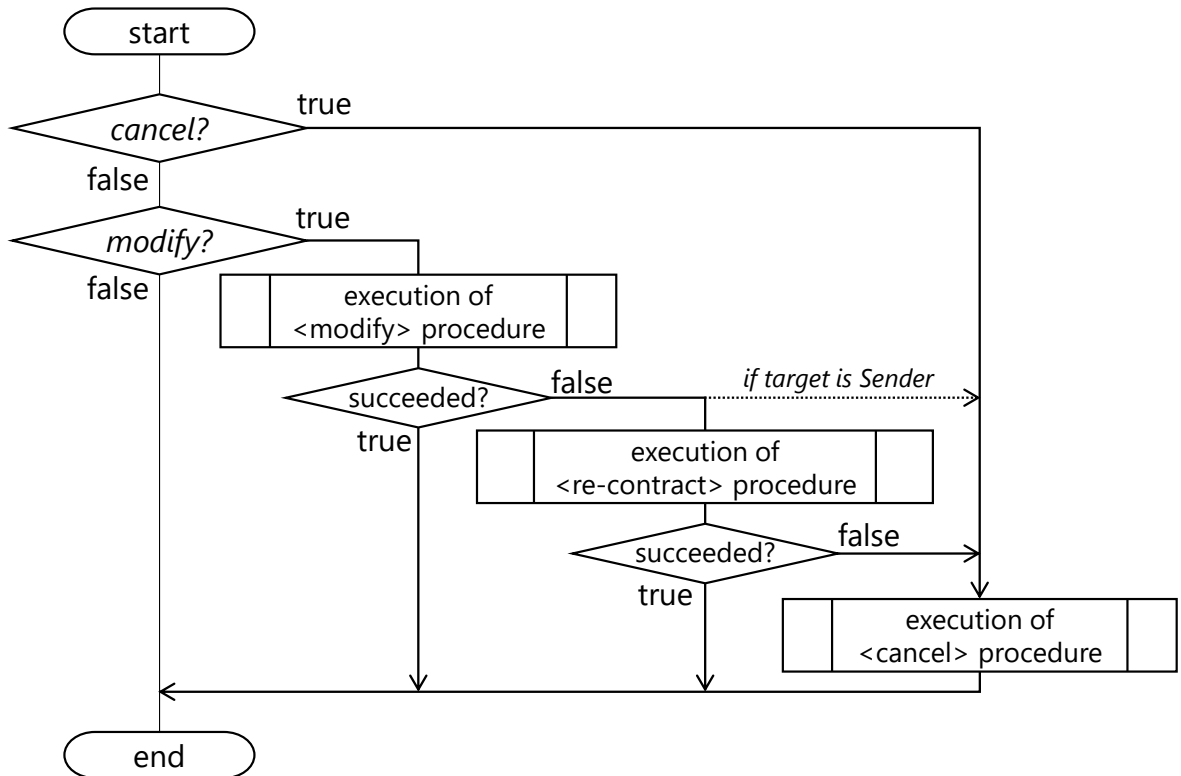 start
true
cancel?
false
true
modify?
false
execution of
<modify> procedure
if target is Sender
false
succeeded?
true
execution of
<re-contract> procedure
false
succeeded?
true
execution of
<cancel> procedure
end